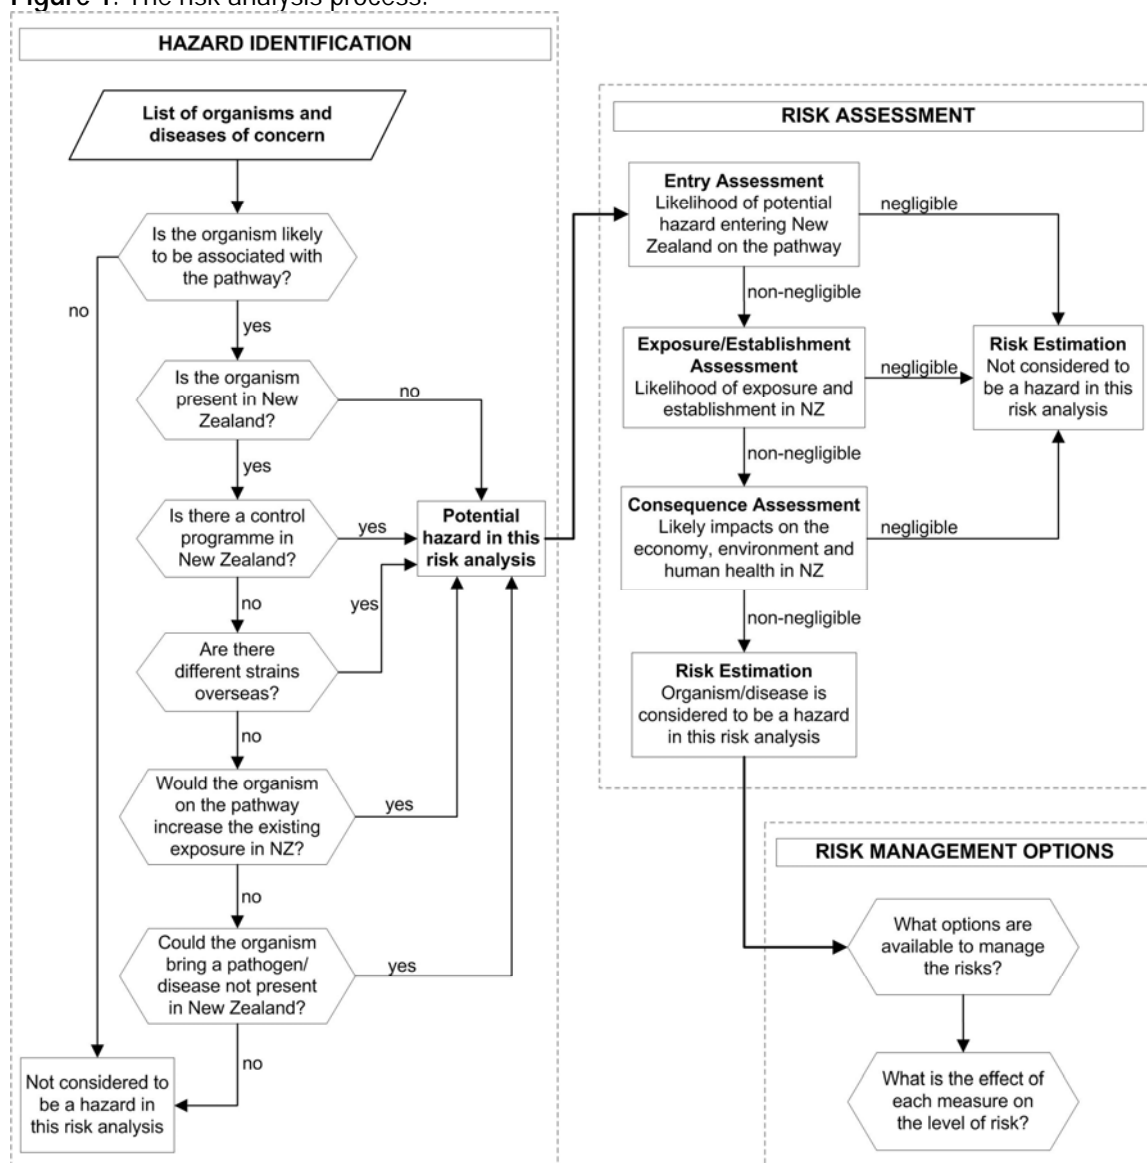 Figure 1. The risk analysis process.
HAZARD IDENTIFICATION
List of organisms and
diseases of concern
Is the organism likely
to be associated with
the pathway?
no
yes
Is the organism
present in New
Zealand?
no
yes
Is there a control
programme in
New Zealand?
yes
Potential
hazard in this
risk analysis
no
yes
Are there
different strains
overseas?
no
Would the organism
on the pathway
increase the existing
exposure in NZ?
yes
no
Could the organism
bring a pathogen/
disease not present
in New Zealand?
yes
no
Not considered to
be a hazard in
this risk analysis
RISK ASSESSMENT
Entry Assessment
Likelihood of potential
hazard entering New
Zealand on the pathway
negligible
non-negligible
Exposure/Establishment
Assessment
Likelihood of exposure and
establishment in NZ
negligible
Risk Estimation
Not considered to
be a hazard in this
risk analysis
non-negligible
Consequence Assessment
Likely impacts on the
economy, environment and
human health in NZ
negligible
non-negligible
Risk Estimation
Organism/disease is
considered to be a hazard
in this risk analysis
RISK MANAGEMENT OPTIONS
What options are
available to manage
the risks?
What is the effect of
each measure on
the level of risk?